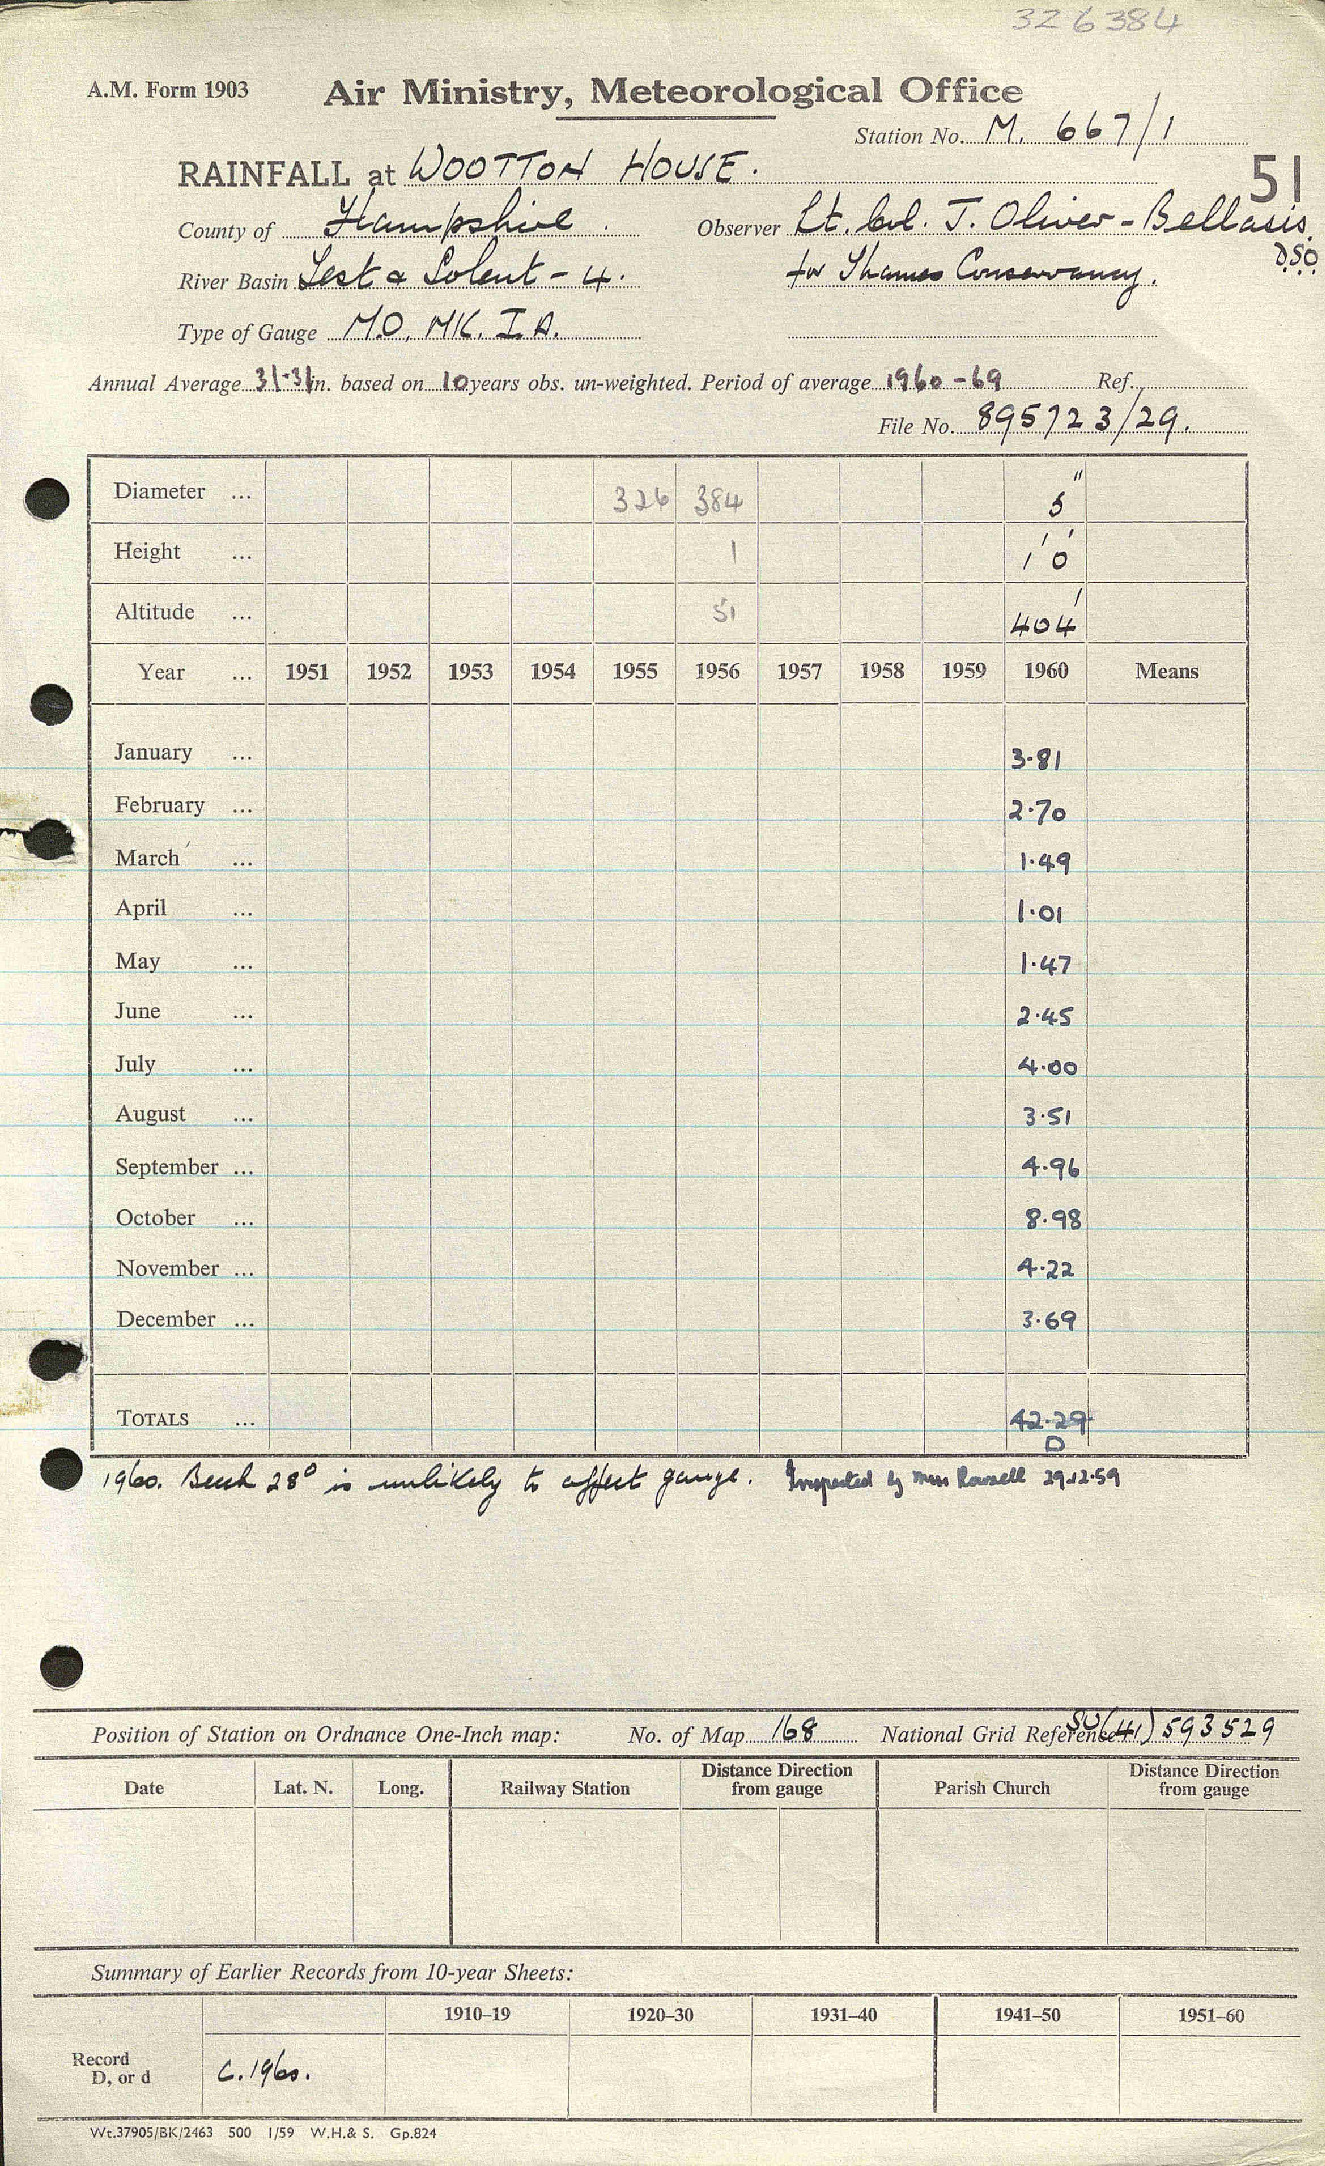 326384
A.M. Form 1903 Air Ministry, Meteorological Office
Station No. M. 667/1
RAINFALL at WOOTTON HOUSE. 51
County of Hampshire. Observer Lt. Col. J. Oliver-Bellasis. D.S.O
River Basin Test & Solent - 4. for Thames Conservancy.
Type of Gauge M.O. MK. I A.
Annual Average 31.31 in. based on 10 years obs. un-weighted. Period of average 1960-69 Ref.
File No. 895723/29.
Diameter ... 326 384 5"
Height ... 1 1' 0"
Altitude ... 51 404'
Year ... 1951 1952 1953 1954 1955 1956 1957 1958 1959 1960 Means
January ... 3.81
February ... 2.70
March ... 1.49
April ... 1.01
May ... 1.47
June ... 2.45
July ... 4.00
August ... 3.51
September ... 4.96
October ... 8.98
November ... 4.22
December ... 3.69
TOTALS ... 42.29
D
1960. Beech 28° is unlikely to affect gauge. Inspected by Miss 29.12.59
Position of Station on Ordnance One-Inch map: No. of Map 168 National Grid Reference SU(41) 593529
Date Lat. N. Long. Railway Station Distance Direction from gauge Parish Church Distance Direction from gauge
Summary of Earlier Records from 10-year Sheets:
1910–19 1920–30 1931–40 1941–50 1951–60
Record
D, or d C.1960.
Wt.37905/BK/2463 500 1/59 W.H.& S. Gp.824